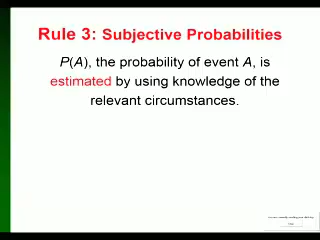 Rule 3: Subjective Probabilities
P(A), the probability of event A, is
estimated by using knowledge of the
relevant circumstances.